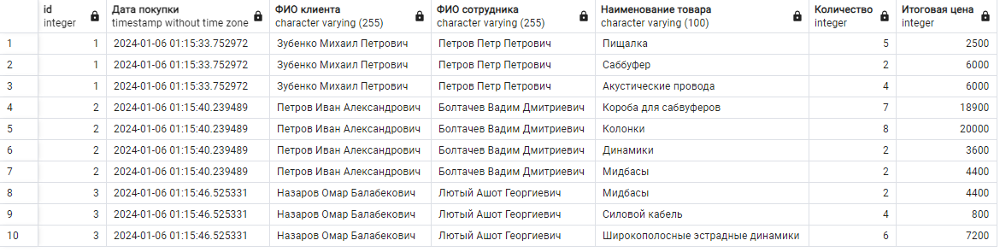 id Дата покупки ФИО клиента ФИО сотрудника Наименование товара Количество Итоговая цена
integer timestamp without time zone character varying (255) character varying (255) character varying (100) integer integer
1 1 2024-01-06 01:15:33.752972 Зубенко Михаил Петрович Петров Петр Петрович Пищалка 5 2500
2 1 2024-01-06 01:15:33.752972 Зубенко Михаил Петрович Петров Петр Петрович Саббуфер 2 6000
3 1 2024-01-06 01:15:33.752972 Зубенко Михаил Петрович Петров Петр Петрович Акустические провода 4 6000
4 2 2024-01-06 01:15:40.239489 Петров Иван Александрович Болтачев Вадим Дмитриевич Короба для сабвуферов 7 18900
5 2 2024-01-06 01:15:40.239489 Петров Иван Александрович Болтачев Вадим Дмитриевич Колонки 8 20000
6 2 2024-01-06 01:15:40.239489 Петров Иван Александрович Болтачев Вадим Дмитриевич Динамики 2 3600
7 2 2024-01-06 01:15:40.239489 Петров Иван Александрович Болтачев Вадим Дмитриевич Мидбасы 2 4400
8 3 2024-01-06 01:15:46.525331 Назаров Омар Балабекович Лютый Ашот Георгиевич Мидбасы 2 4400
9 3 2024-01-06 01:15:46.525331 Назаров Омар Балабекович Лютый Ашот Георгиевич Силовой кабель 4 800
10 3 2024-01-06 01:15:46.525331 Назаров Омар Балабекович Лютый Ашот Георгиевич Широкополосные эстрадные динамики 6 7200